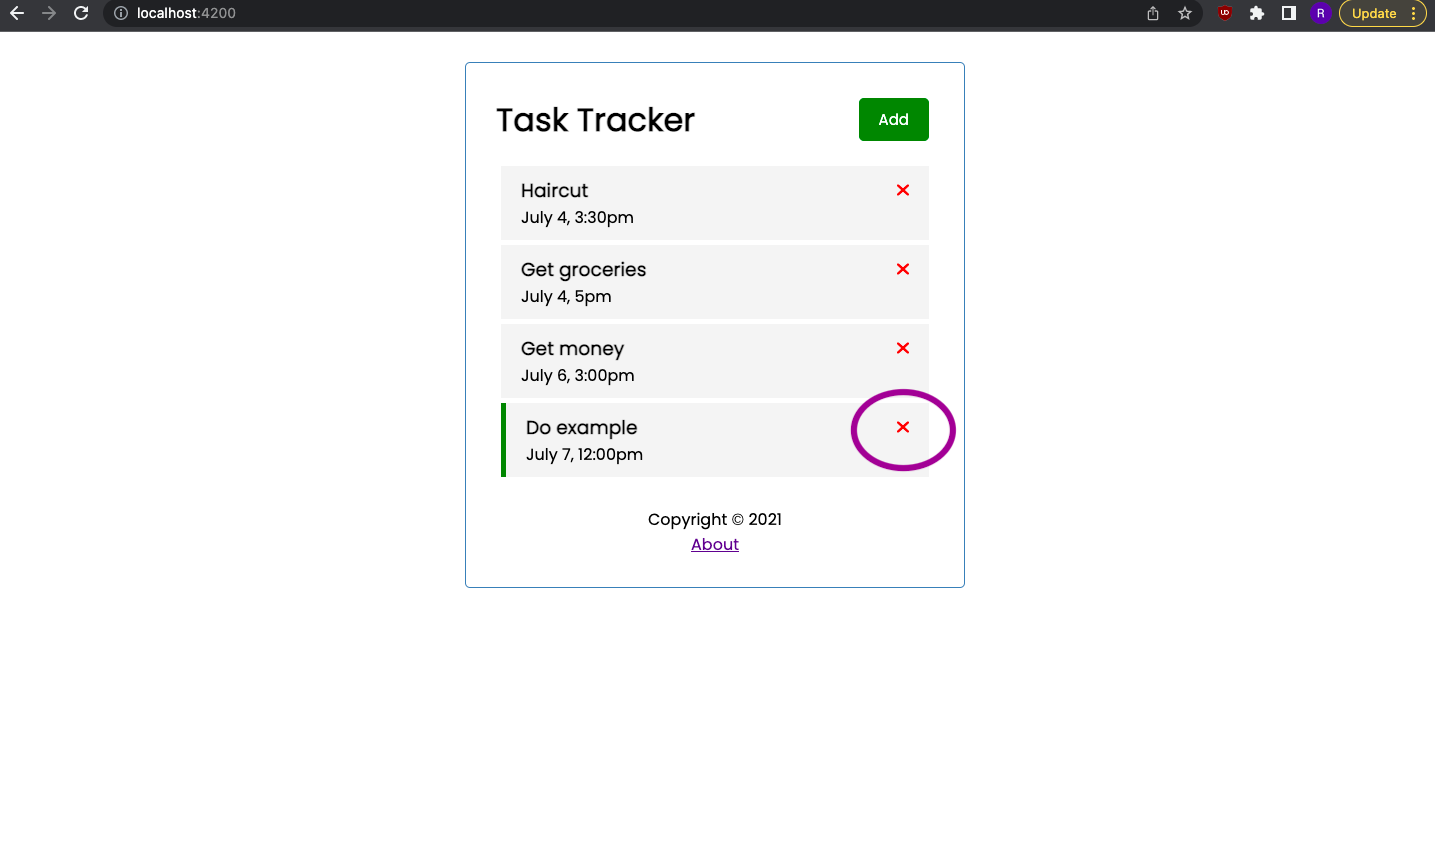 localhost:4200
UD
R
Update
Task Tracker
Add
Haircut
July 4, 3:30pm
Get groceries
July 4, 5pm
Get money
July 6, 3:00pm
Do example
July 7, 12:00pm
Copyright © 2021
About